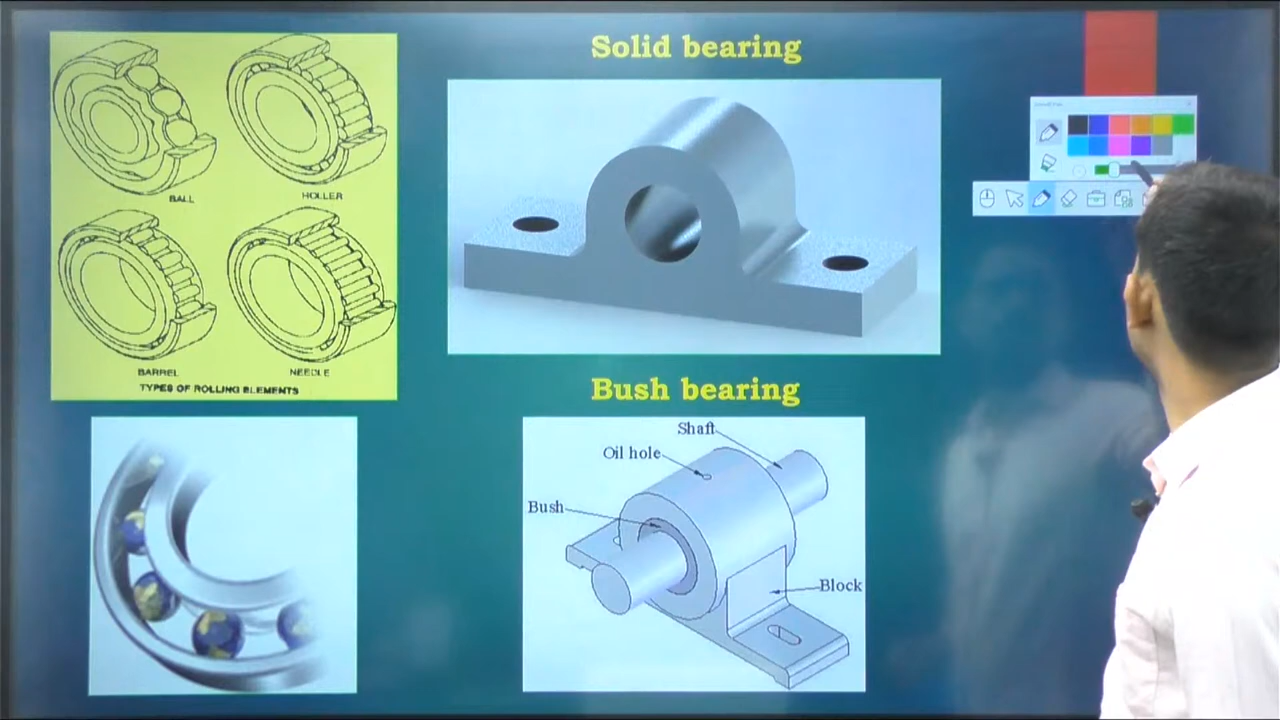 Solid bearing
BALL
HOLLER
BARREL
NEEDLE
TYPES OF ROLLING ELEMENTS
Bush bearing
Shaft
Oil hole
Bush
Block